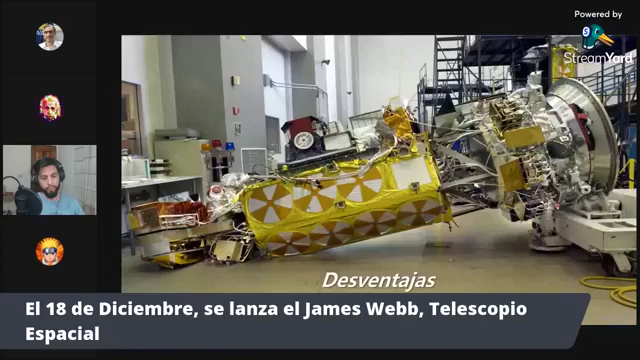 Powered by
StreamYard
Desventajas
El 18 de Diciembre, se lanza el James Webb, Telescopio
Espacial